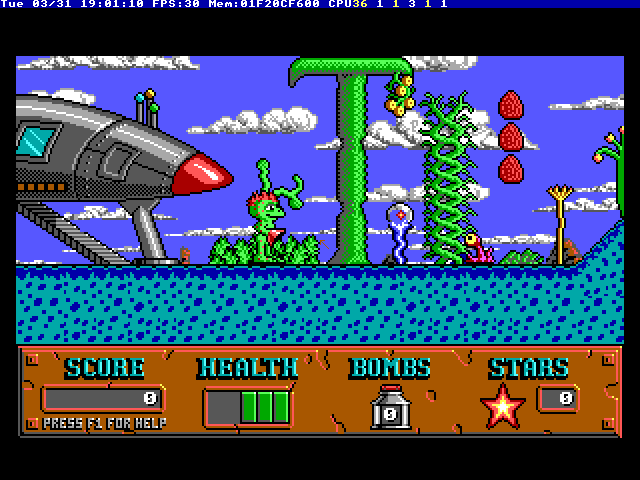 Tue 03/31 19:01:10 FPS:30 Mem:01F20CF600 CPU36 1 1 3 1 1
SCORE HEALTH BOMBS STARS
0 0 0
PRESS F1 FOR HELP